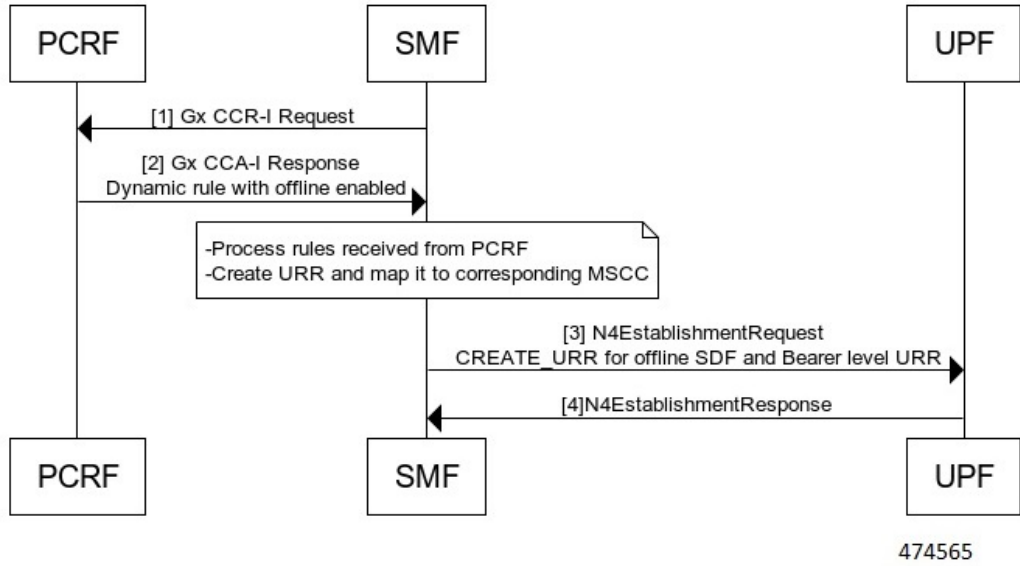 PCRF
SMF
UPF
[1] Gx CCR-I Request
[2] Gx CCA-I Response
Dynamic rule with offline enabled
-Process rules received from PCRF
-Create URR and map it to corresponding MSCC
[3] N4EstablishmentRequest
CREATE_URR for offline SDF and Bearer level URR
[4]N4EstablishmentResponse
PCRF
SMF
UPF
474565